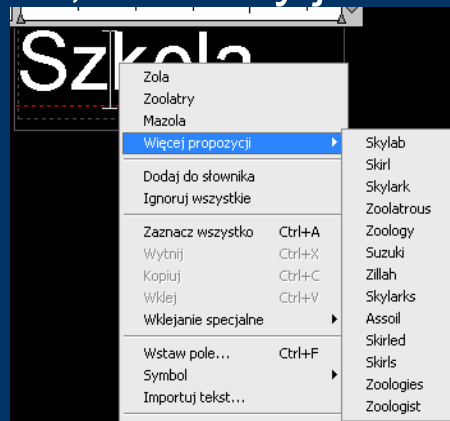 Szkola
Zola
Zoolatry
Mazola
Więcej propozycji
Dodaj do słownika
Ignoruj wszystkie
Zaznacz wszystko Ctrl+A
Wytnij Ctrl+X
Kopiuj Ctrl+C
Wklej Ctrl+V
Wklejanie specjalne
Wstaw pole... Ctrl+F
Symbol
Importuj tekst...
Skylab
Skirl
Skylark
Zoolatrous
Zoology
Suzuki
Zillah
Skylarks
Assoil
Skirled
Skirls
Zoologies
Zoologist